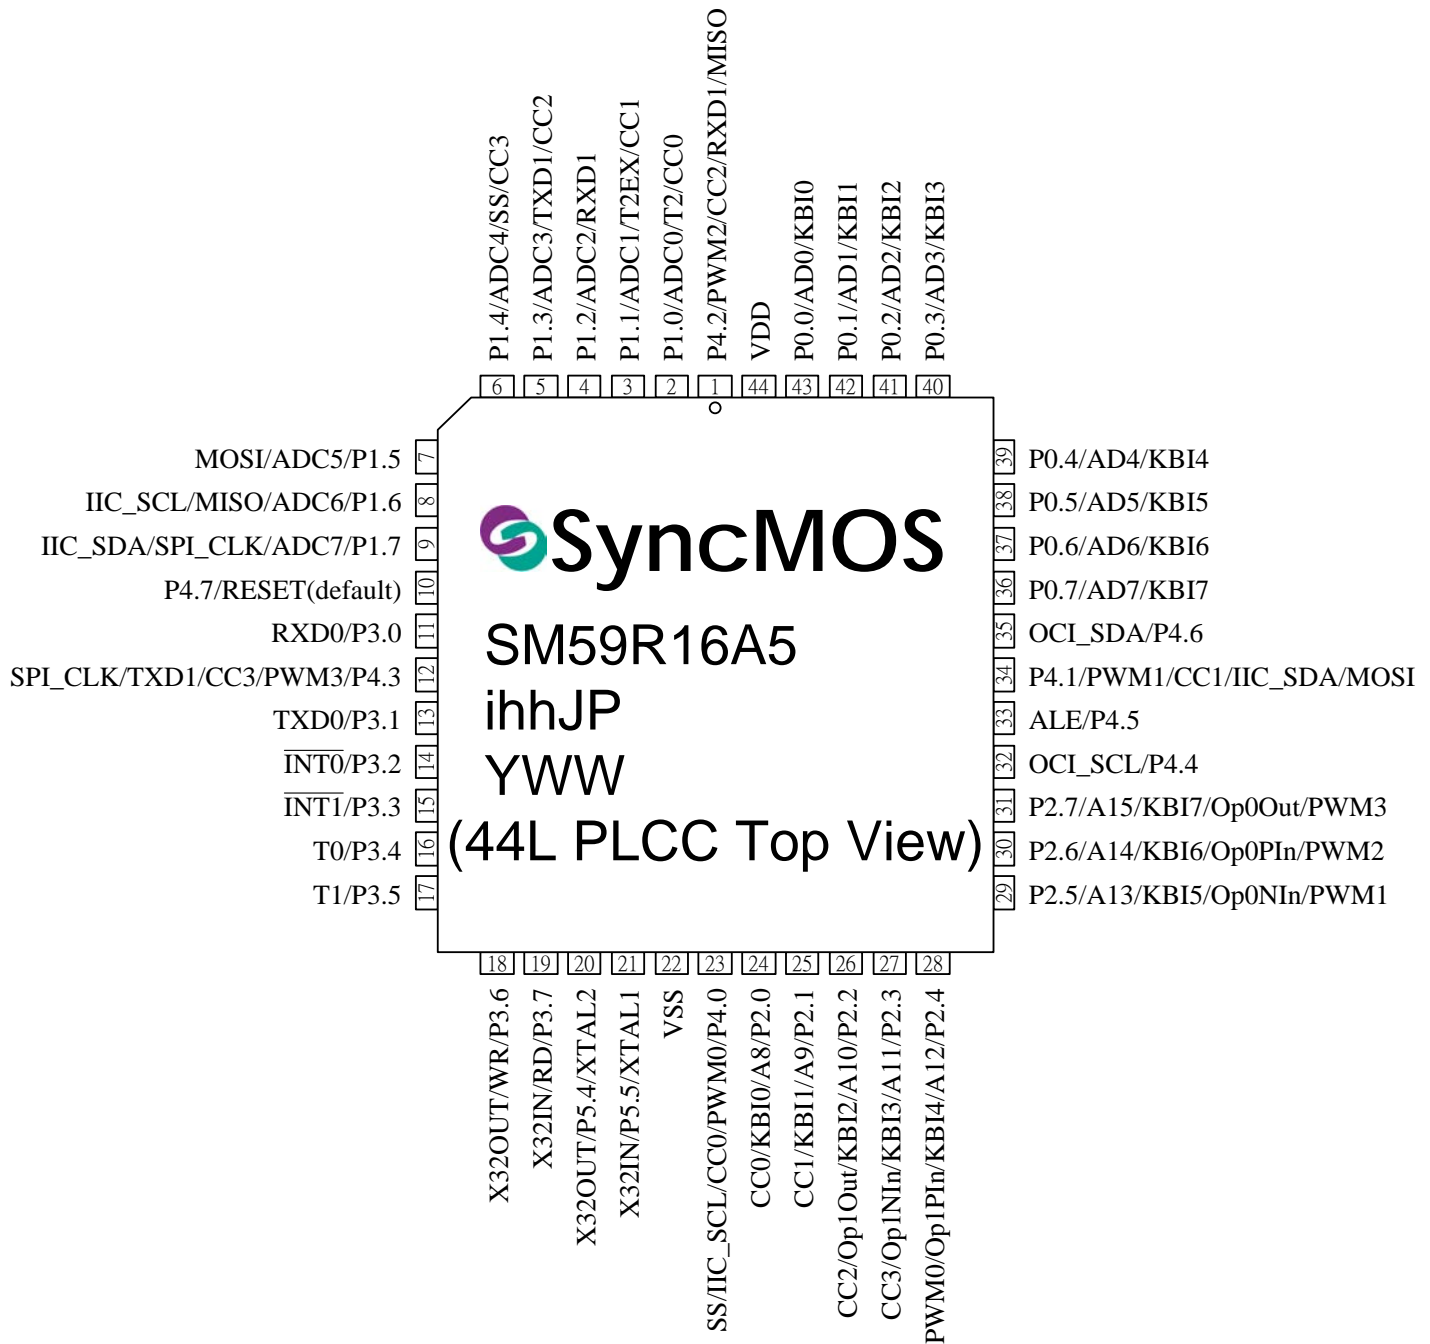 P1.4/ADC4/SS/CC3
P1.3/ADC3/TXD1/CC2
P1.2/ADC2/RXD1
P1.1/ADC1/T2EX/CC1
P1.0/ADC0/T2/CC0
P4.2/PWM2/CC2/RXD1/MISO
VDD
P0.0/AD0/KBI0
P0.1/AD1/KBI1
P0.2/AD2/KBI2
P0.3/AD3/KBI3
6
5
4
3
2
1
44
43
42
41
40
MOSI/ADC5/P1.5
7
IIC_SCL/MISO/ADC6/P1.6
8
IIC_SDA/SPI_CLK/ADC7/P1.7
9
P4.7/RESET(default)
10
RXD0/P3.0
11
SPI_CLK/TXD1/CC3/PWM3/P4.3
12
TXD0/P3.1
13
INT0/P3.2
14
INT1/P3.3
15
T0/P3.4
16
T1/P3.5
17
SyncMOS
SM59R16A5
ihhJP
YWW
(44L PLCC Top View)
39
P0.4/AD4/KBI4
38
P0.5/AD5/KBI5
37
P0.6/AD6/KBI6
36
P0.7/AD7/KBI7
35
OCI_SDA/P4.6
34
P4.1/PWM1/CC1/IIC_SDA/MOSI
33
ALE/P4.5
32
OCI_SCL/P4.4
31
P2.7/A15/KBI7/Op0Out/PWM3
30
P2.6/A14/KBI6/Op0PIn/PWM2
29
P2.5/A13/KBI5/Op0NIn/PWM1
18
19
20
21
22
23
24
25
26
27
28
X32OUT/WR/P3.6
X32IN/RD/P3.7
X32OUT/P5.4/XTAL2
X32IN/P5.5/XTAL1
VSS
SS/IIC_SCL/CC0/PWM0/P4.0
CC0/KBI0/A8/P2.0
CC1/KBI1/A9/P2.1
CC2/Op1Out/KBI2/A10/P2.2
CC3/Op1NIn/KBI3/A11/P2.3
PWM0/Op1PIn/KBI4/A12/P2.4